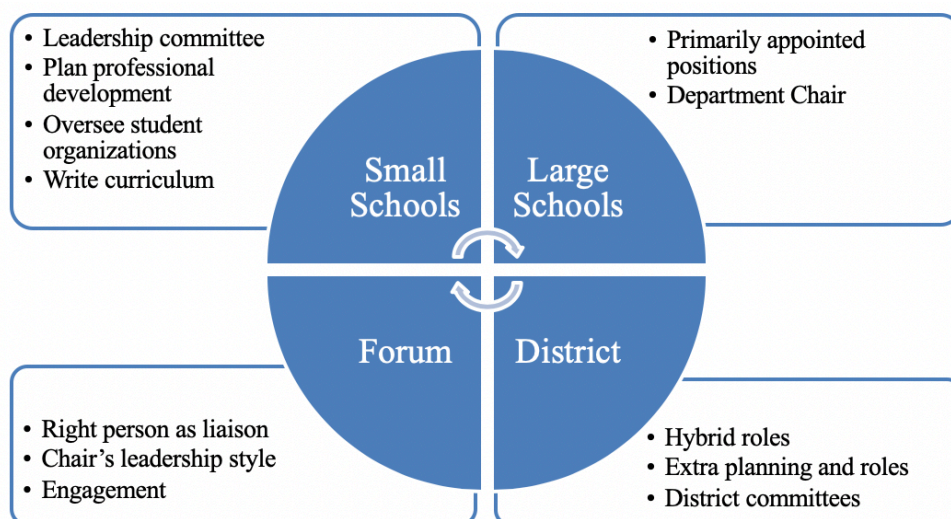 • Leadership committee
• Plan professional
development
• Oversee student
organizations
• Write curriculum
• Primarily appointed
positions
• Department Chair
Small
Schools
Large
Schools
Forum
District
• Right person as liaison
• Chair’s leadership style
• Engagement
• Hybrid roles
• Extra planning and roles
• District committees